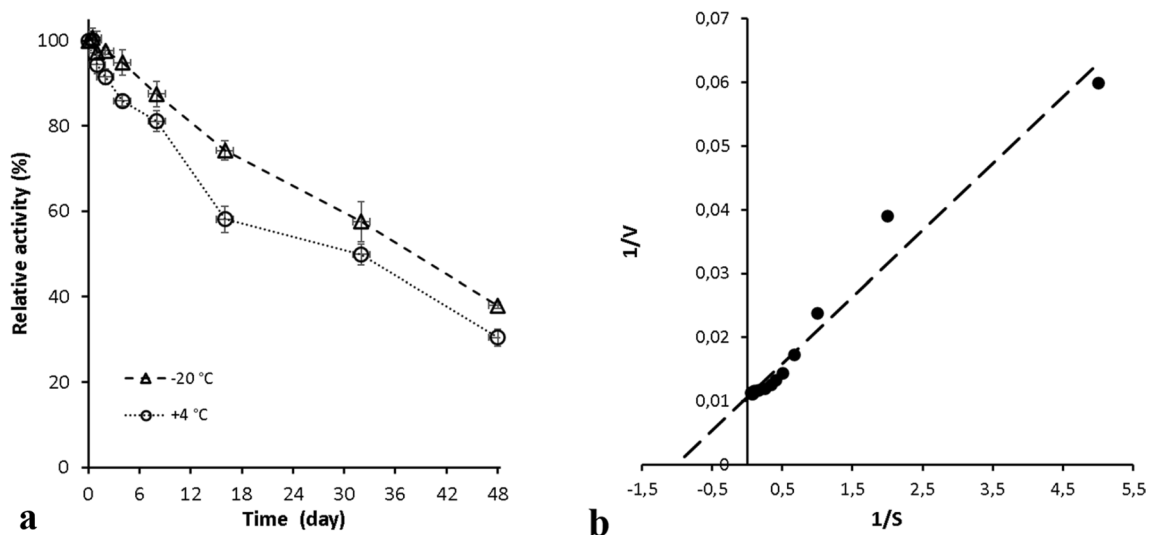 Relative activity (%)
100
80
60
40
20
0
-20 °C
+4 °C
0 6 12 18 24 30 36 42 48
Time (day)
a
1/V
0,07
0,06
0,05
0,04
0,03
0,02
0,01
0
-1,5 -0,5 0,5 1,5 2,5 3,5 4,5 5,5
1/S
b